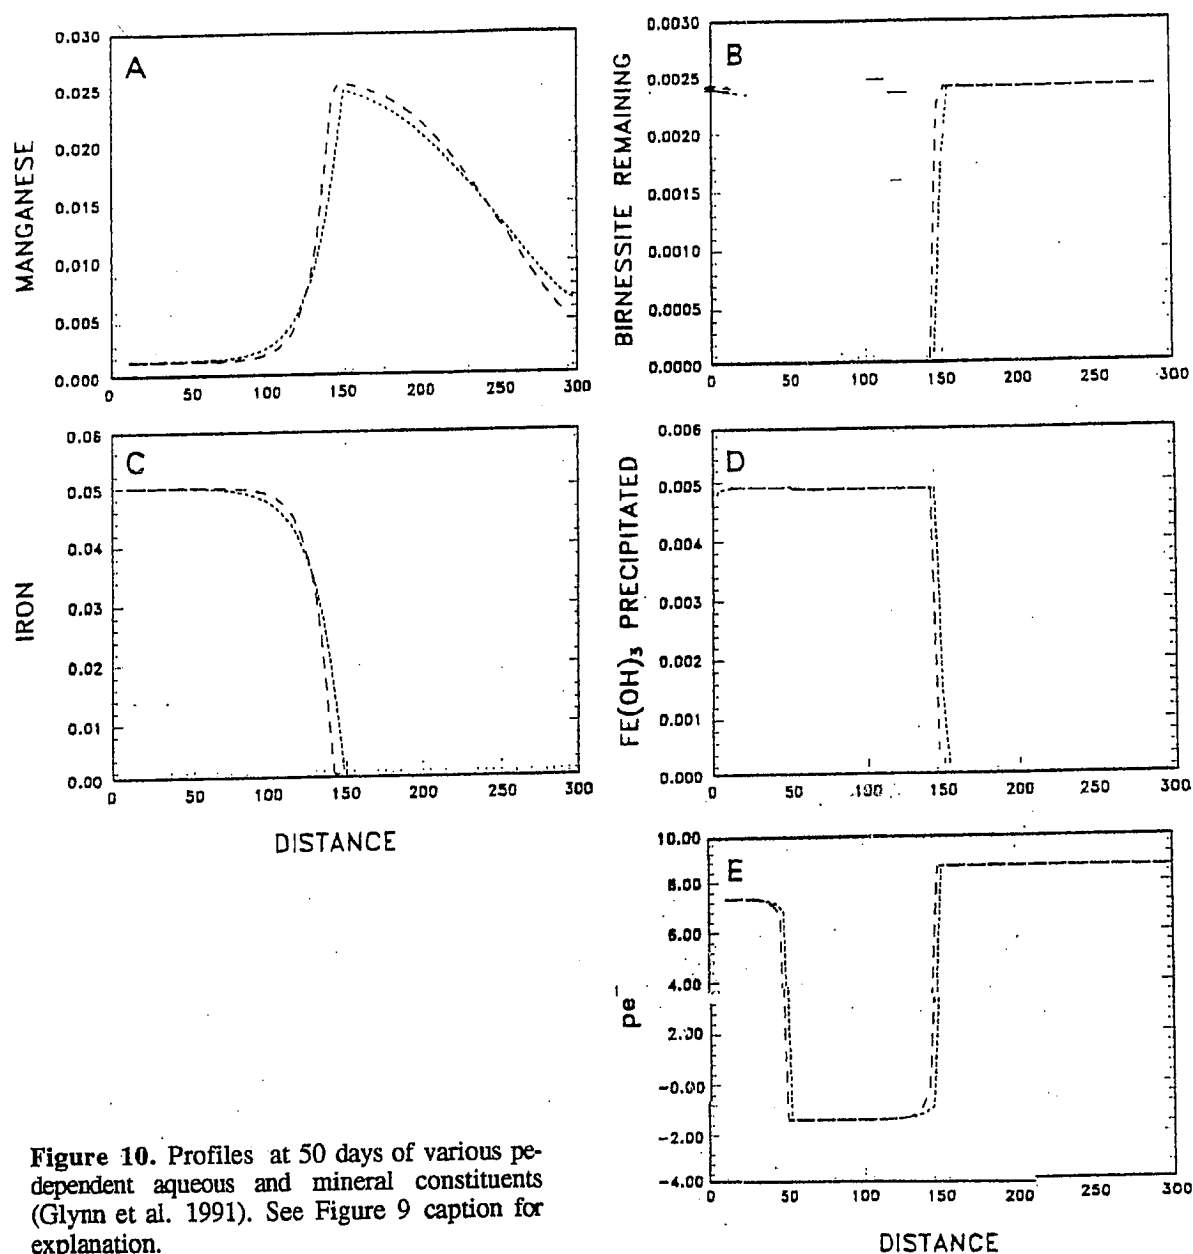 A
MANGANESE
0.030
0.025
0.020
0.015
0.010
0.005
0.000
0 50 100 150 200 250 300
B
BIRNESSITE REMAINING
0.0030
0.0025
0.0020
0.0015
0.0010
0.0005
0.0000
0 50 100 150 200 250 300
C
IRON
0.06
0.05
0.04
0.03
0.02
0.01
0.00
0 50 100 150 200 250 300
DISTANCE
D
FE(OH)₃ PRECIPITATED
0.006
0.005
0.004
0.003
0.002
0.001
0.000
0 50 100 150 200 250 300
E
pe⁻
10.00
8.00
6.00
4.00
2.00
-0.00
-2.00
-4.00
0 50 100 150 200 250 300
DISTANCE
Figure 10. Profiles at 50 days of various pe-
dependent aqueous and mineral constituents
(Glynn et al. 1991). See Figure 9 caption for
explanation.